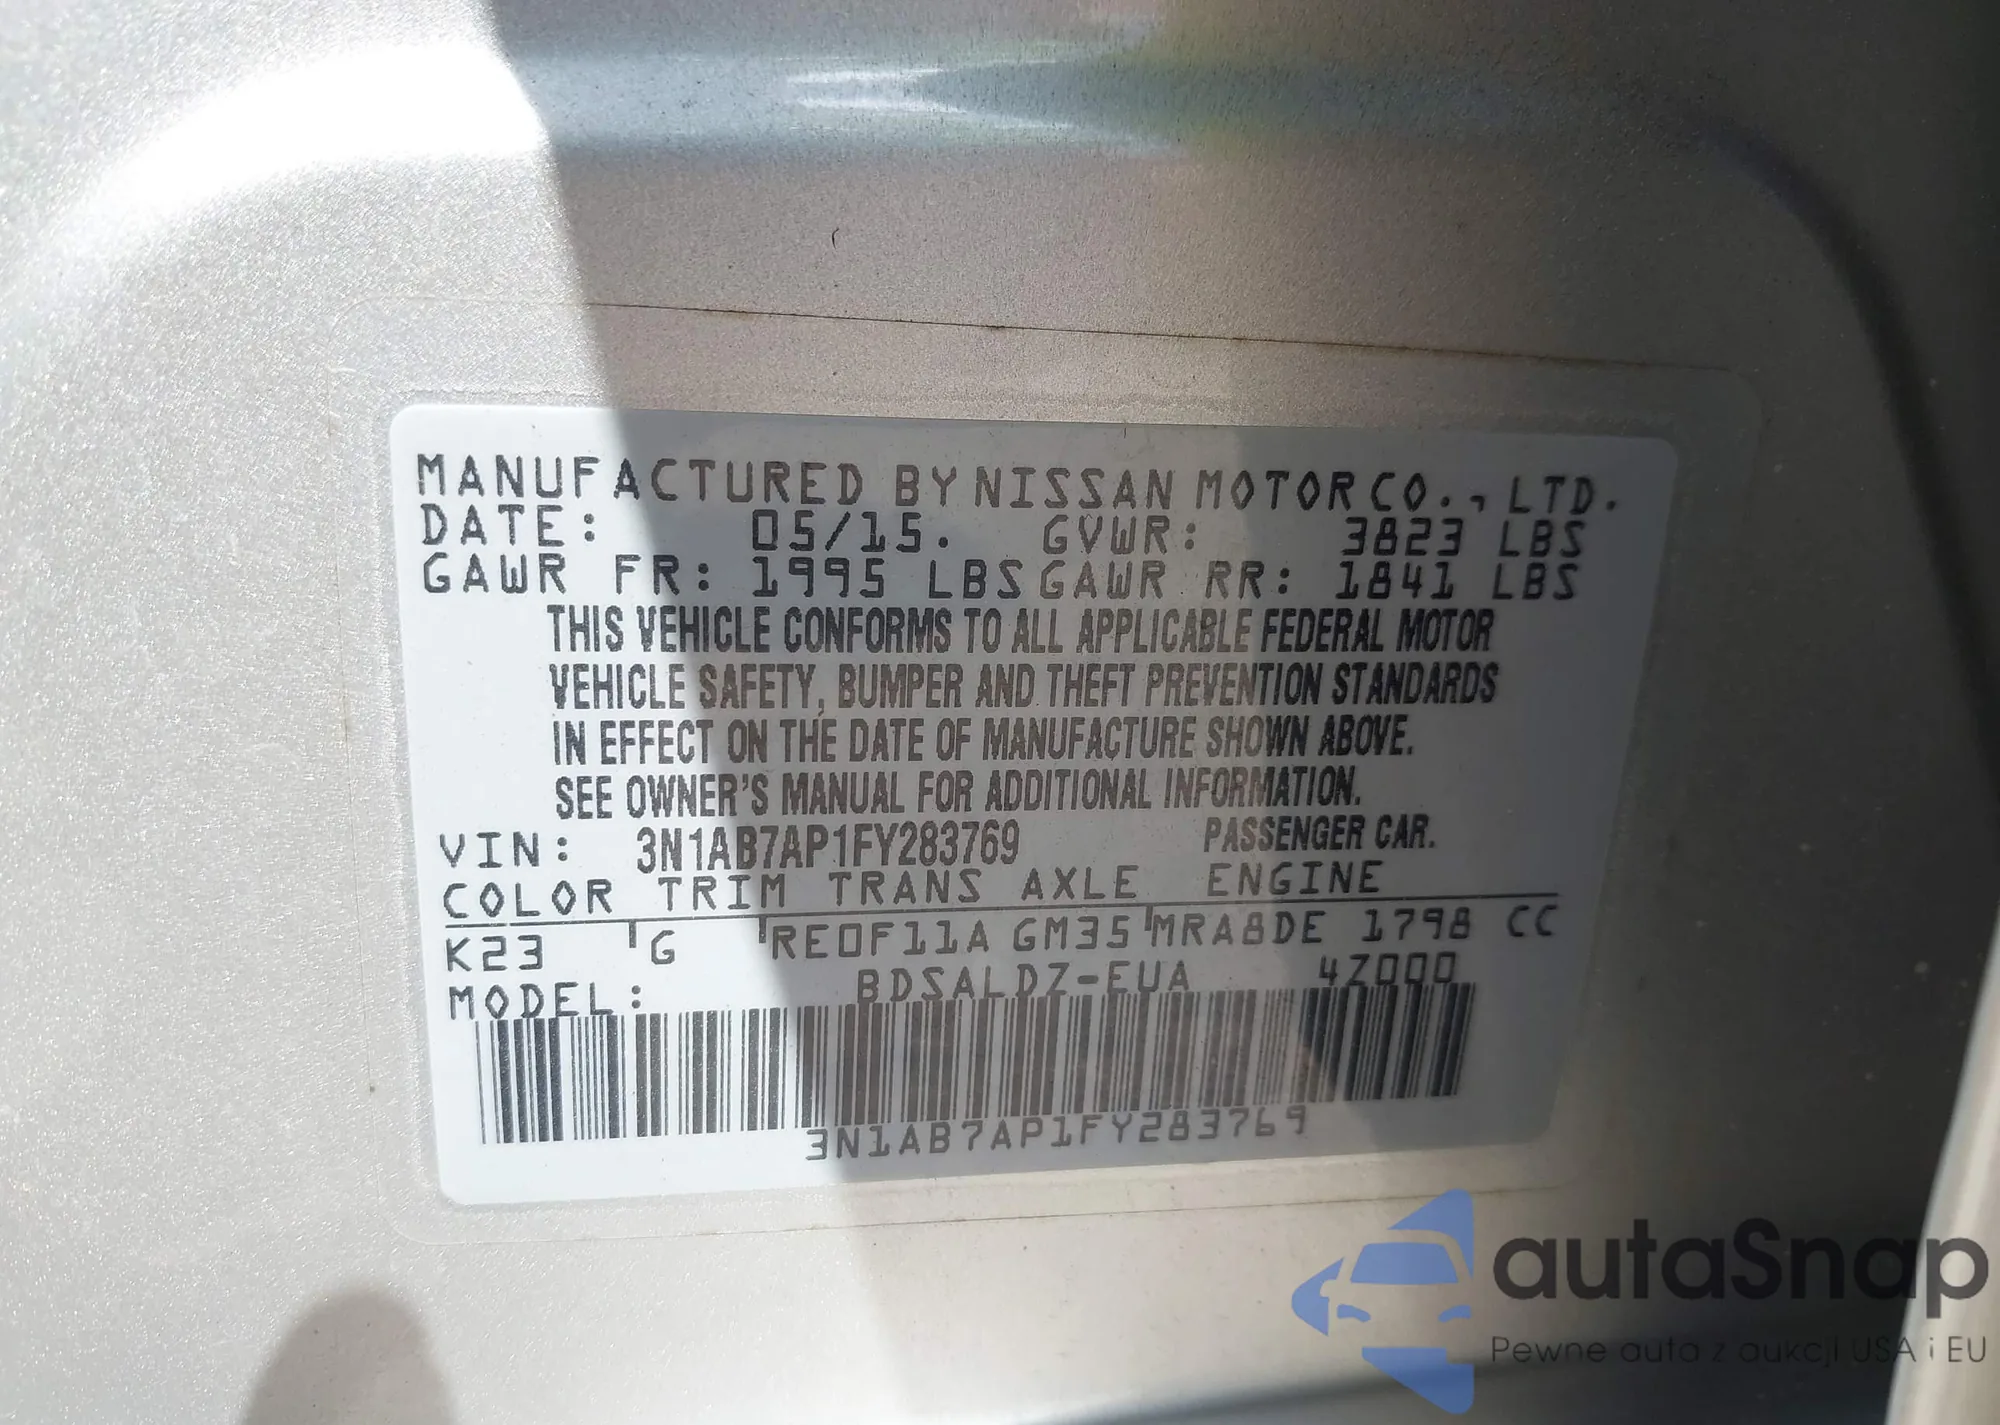 MANUFACTURED BY NISSAN MOTOR CO., LTD.
DATE: 05/15. GVWR: 3823 LBS
GAWR FR: 1995 LBS GAWR RR: 1841 LBS
THIS VEHICLE CONFORMS TO ALL APPLICABLE FEDERAL MOTOR
VEHICLE SAFETY, BUMPER AND THEFT PREVENTION STANDARDS
IN EFFECT ON THE DATE OF MANUFACTURE SHOWN ABOVE.
SEE OWNER'S MANUAL FOR ADDITIONAL INFORMATION.
VIN: 3N1AB7AP1FY283769 PASSENGER CAR.
COLOR TRIM TRANS AXLE ENGINE
K23 G RE0F11A GM35 MRA8DE 1798 CC
MODEL: BDSALDZ-EUA 4Z000
3N1AB7AP1FY283769
autaSnap
Pewne auta z aukcji USA i EU